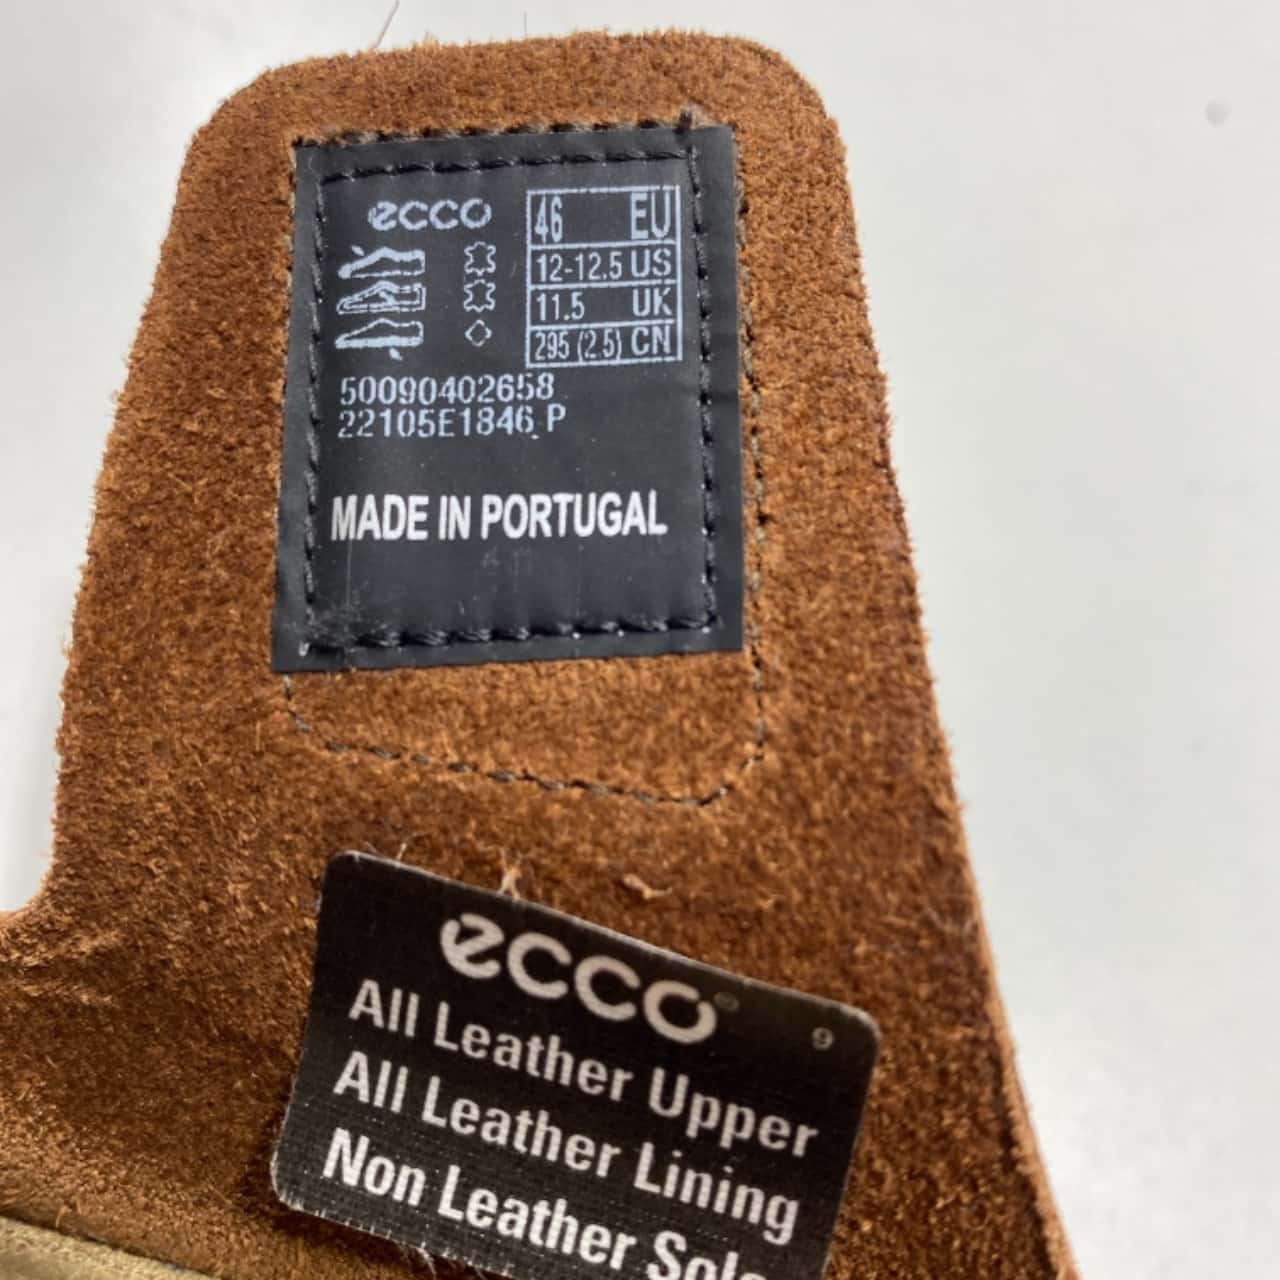 ecco
46 EU
12-12.5 US
11.5 UK
295 (2.5) CN
50090402658
22105E1846 P
MADE IN PORTUGAL
ecco®
9
All Leather Upper
All Leather Lining
Non Leather Sole